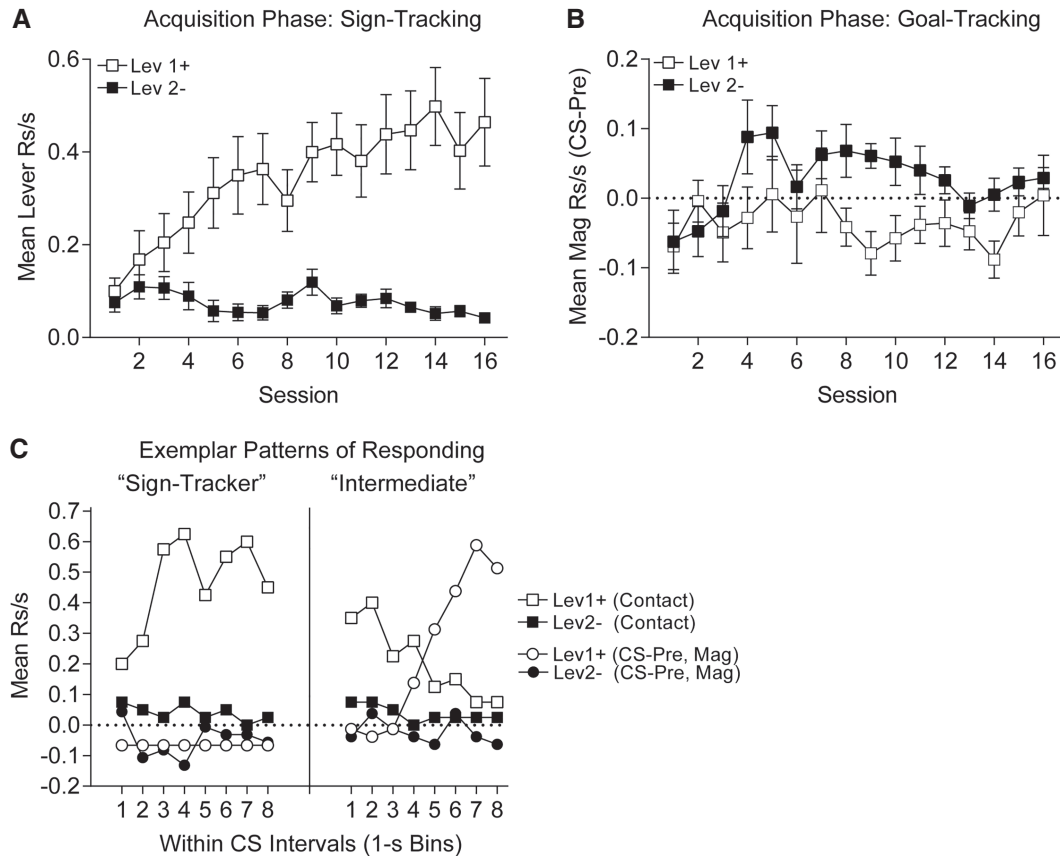 A Acquisition Phase: Sign-Tracking
Lev 1+
Lev 2-
Mean Lever Rs/s
0.6
0.4
0.2
0.0
2 4 6 8 10 12 14 16
Session
B Acquisition Phase: Goal-Tracking
Lev 1+
Lev 2-
Mean Mag Rs/s (CS-Pre)
0.2
0.1
0.0
-0.1
-0.2
2 4 6 8 10 12 14 16
Session
C Exemplar Patterns of Responding
“Sign-Tracker” “Intermediate”
Mean Rs/s
0.7
0.6
0.5
0.4
0.3
0.2
0.1
0.0
-0.1
-0.2
1 2 3 4 5 6 7 8 1 2 3 4 5 6 7 8
Within CS Intervals (1-s Bins)
Lev1+ (Contact)
Lev2- (Contact)
Lev1+ (CS-Pre, Mag)
Lev2- (CS-Pre, Mag)